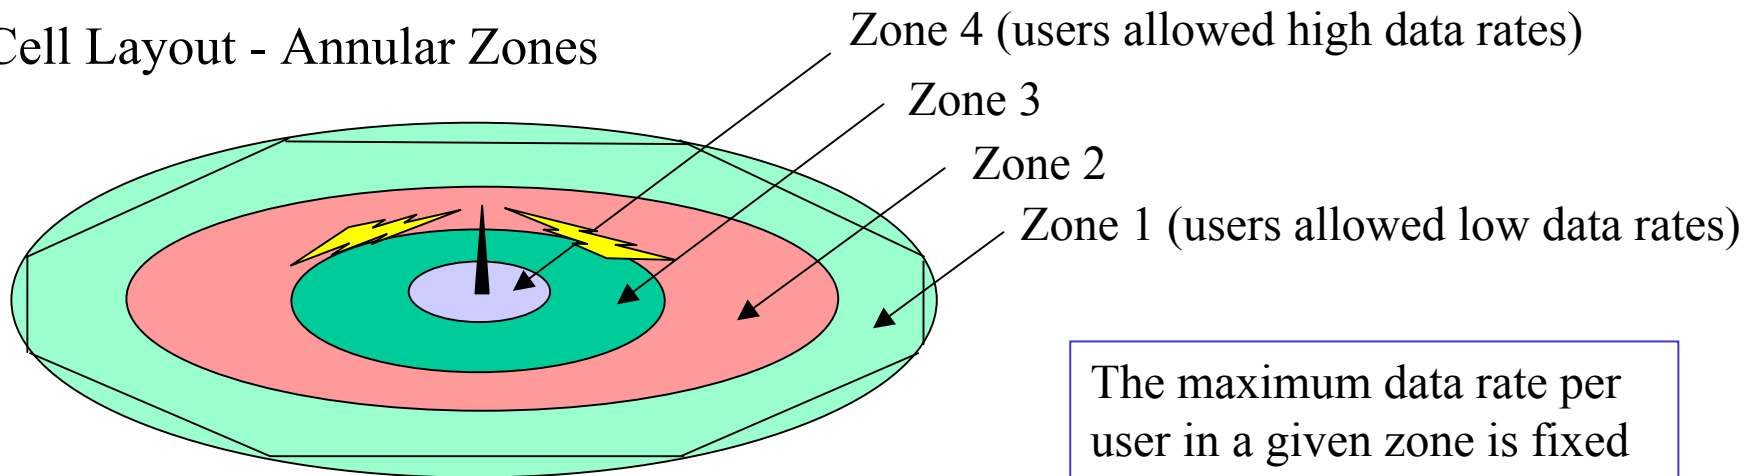 Cell Layout - Annular Zones
Zone 4 (users allowed high data rates)
Zone 3
Zone 2
Zone 1 (users allowed low data rates)
The maximum data rate per
user in a given zone is fixed